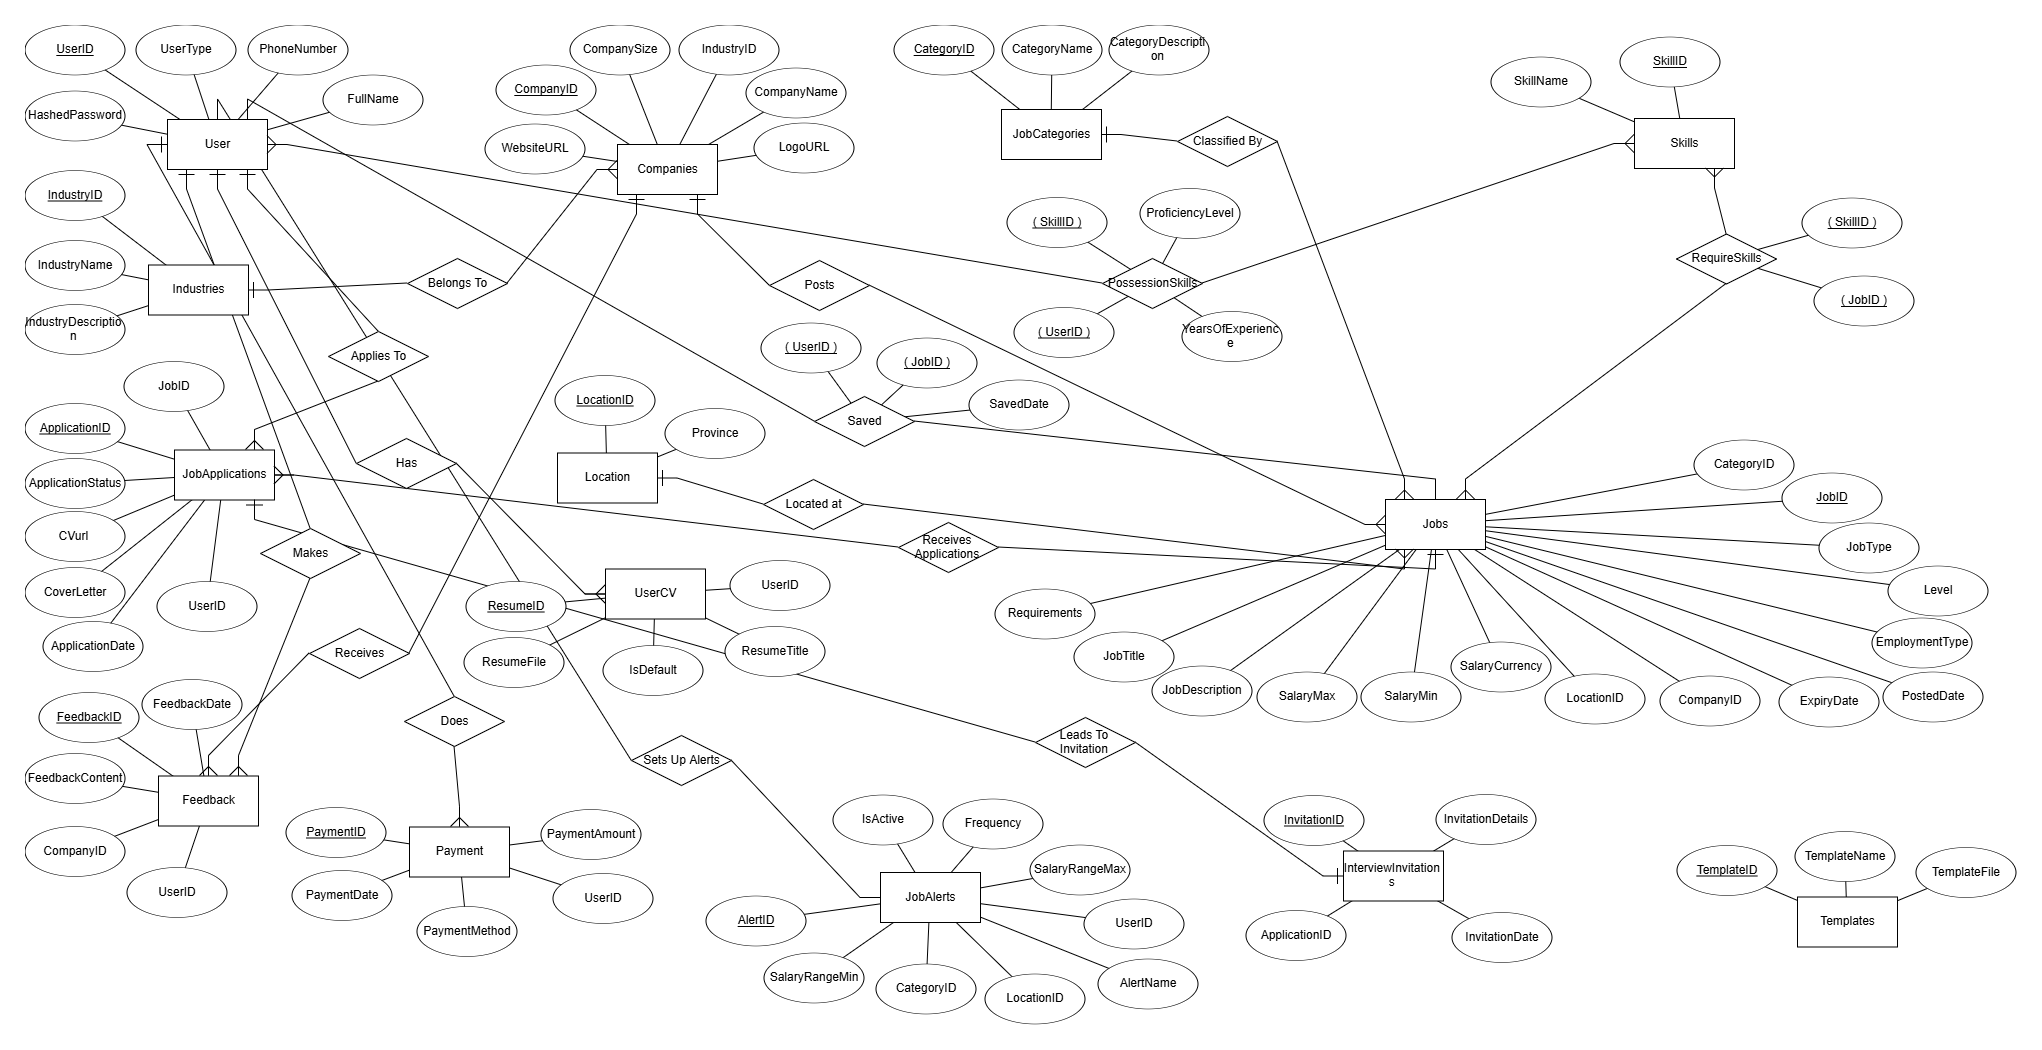 UserID
UserType
PhoneNumber
FullName
HashedPassword
User
CompanySize
IndustryID
CompanyID
CompanyName
WebsiteURL
LogoURL
Companies
CategoryID
CategoryName
CategoryDescripti
on
JobCategories
Classified By
SkillName
SkillID
Skills
IndustryID
IndustryName
IndustryDescriptio
n
Industries
Belongs To
Posts
( SkillID )
ProficiencyLevel
PossessionSkills
( UserID )
YearsOfExperienc
e
RequireSkills
( SkillID )
( JobID )
Applies To
( UserID )
( JobID )
SavedDate
Saved
JobID
ApplicationID
ApplicationStatus
CVurl
CoverLetter
ApplicationDate
UserID
JobApplications
Has
LocationID
Province
Location
Located at
Receives
Applications
Jobs
CategoryID
JobID
JobType
Level
EmploymentType
PostedDate
ExpiryDate
CompanyID
LocationID
SalaryCurrency
SalaryMin
SalaryMax
JobDescription
JobTitle
Requirements
Makes
Receives
ResumeID
UserCV
UserID
ResumeFile
IsDefault
ResumeTitle
FeedbackID
FeedbackDate
FeedbackContent
Feedback
CompanyID
UserID
Does
Sets Up Alerts
Leads To
Invitation
PaymentID
PaymentAmount
Payment
PaymentDate
PaymentMethod
UserID
IsActive
Frequency
SalaryRangeMax
JobAlerts
UserID
AlertID
SalaryRangeMin
CategoryID
LocationID
AlertName
InvitationID
InvitationDetails
InterviewInvitation
s
ApplicationID
InvitationDate
TemplateID
TemplateName
TemplateFile
Templates